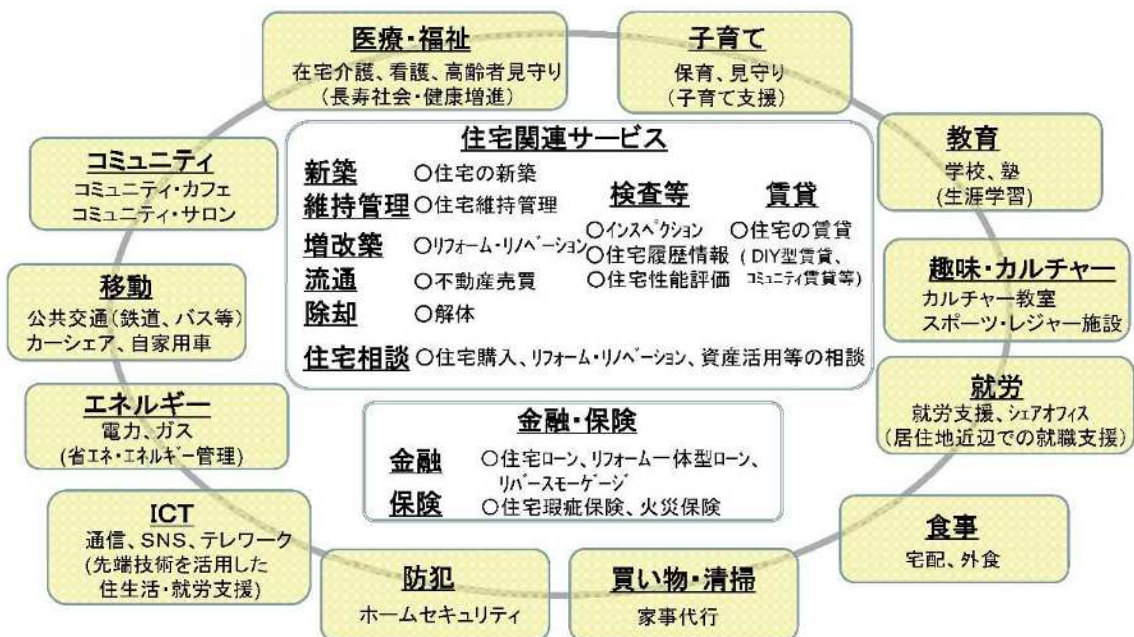 医療・福祉
在宅介護、看護、高齢者見守り
(長寿社会・健康増進)
子育て
保育、見守り
(子育て支援)
教育
学校、塾
(生涯学習)
趣味・カルチャー
カルチャー教室
スポーツ・レジャー施設
就労
就労支援、シェアオフィス
(居住地近辺での就職支援)
食事
宅配、外食
買い物・清掃
家事代行
防犯
ホームセキュリティ
ICT
通信、SNS、テレワーク
(先端技術を活用した
住生活・就労支援)
エネルギー
電力、ガス
(省エネ・エネルギー管理)
移動
公共交通(鉄道、バス等)
カーシェア、自家用車
コミュニティ
コミュニティ・カフェ
コミュニティ・サロン
住宅関連サービス
新築 ○住宅の新築
維持管理 ○住宅維持管理
増改築 ○リフォーム・リノベーション
流通 ○不動産売買
除却 ○解体
検査等
○インスペクション
○住宅履歴情報
○住宅性能評価
賃貸
○住宅の賃貸
(DIY型賃貸、
コミュニティ賃貸等)
住宅相談 ○住宅購入、リフォーム・リノベーション、資産活用等の相談
金融・保険
金融 ○住宅ローン、リフォーム一体型ローン、
リバースモーゲージ
保険 ○住宅瑕疵保険、火災保険